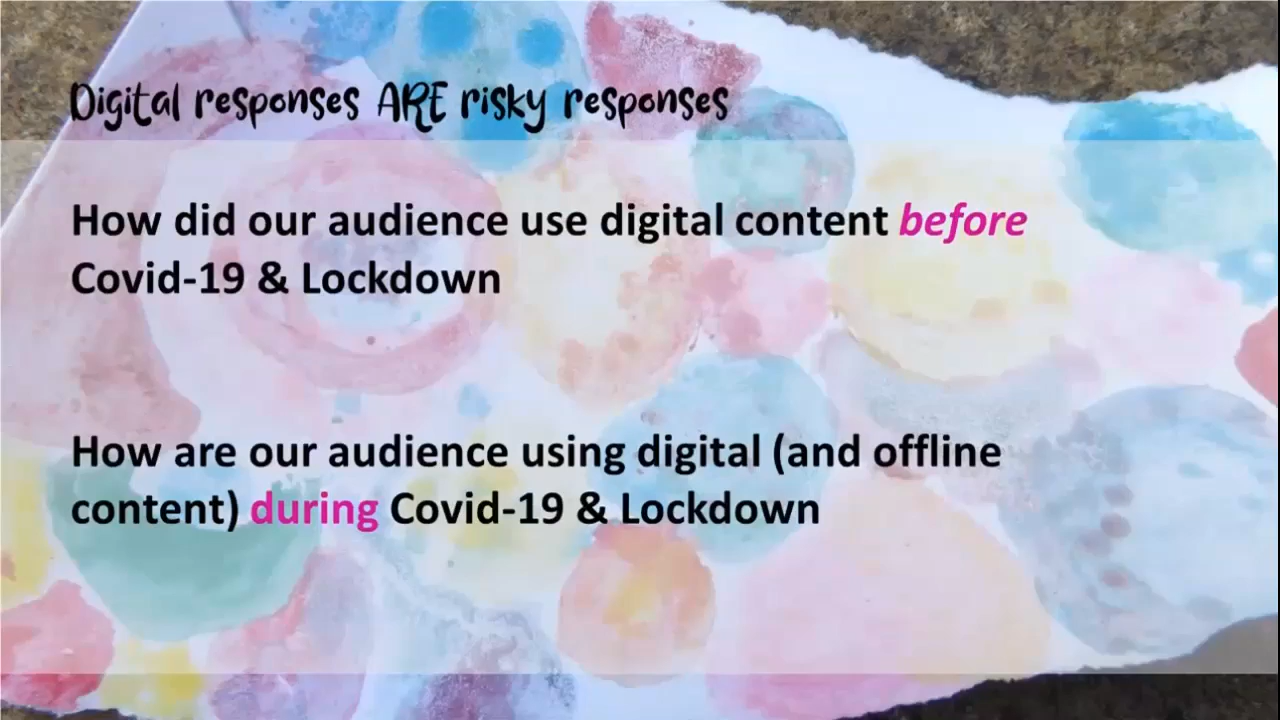 Digital responses ARE risky responses
How did our audience use digital content before
Covid-19 & Lockdown
How are our audience using digital (and offline
content) during Covid-19 & Lockdown